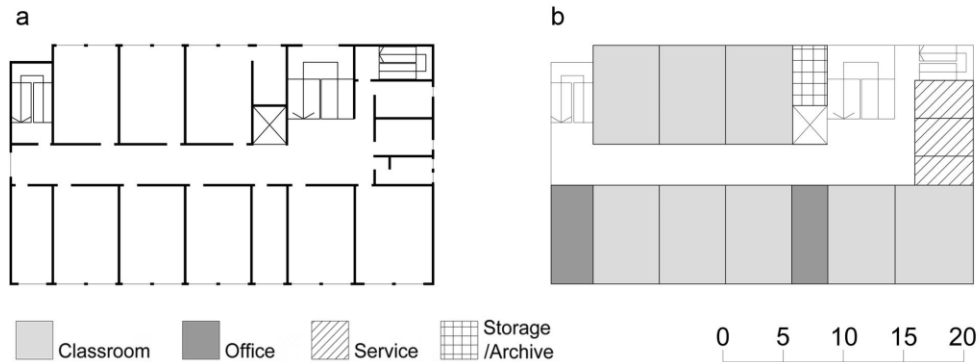 a
b
Classroom
Office
Service
Storage
/Archive
0 5 10 15 20